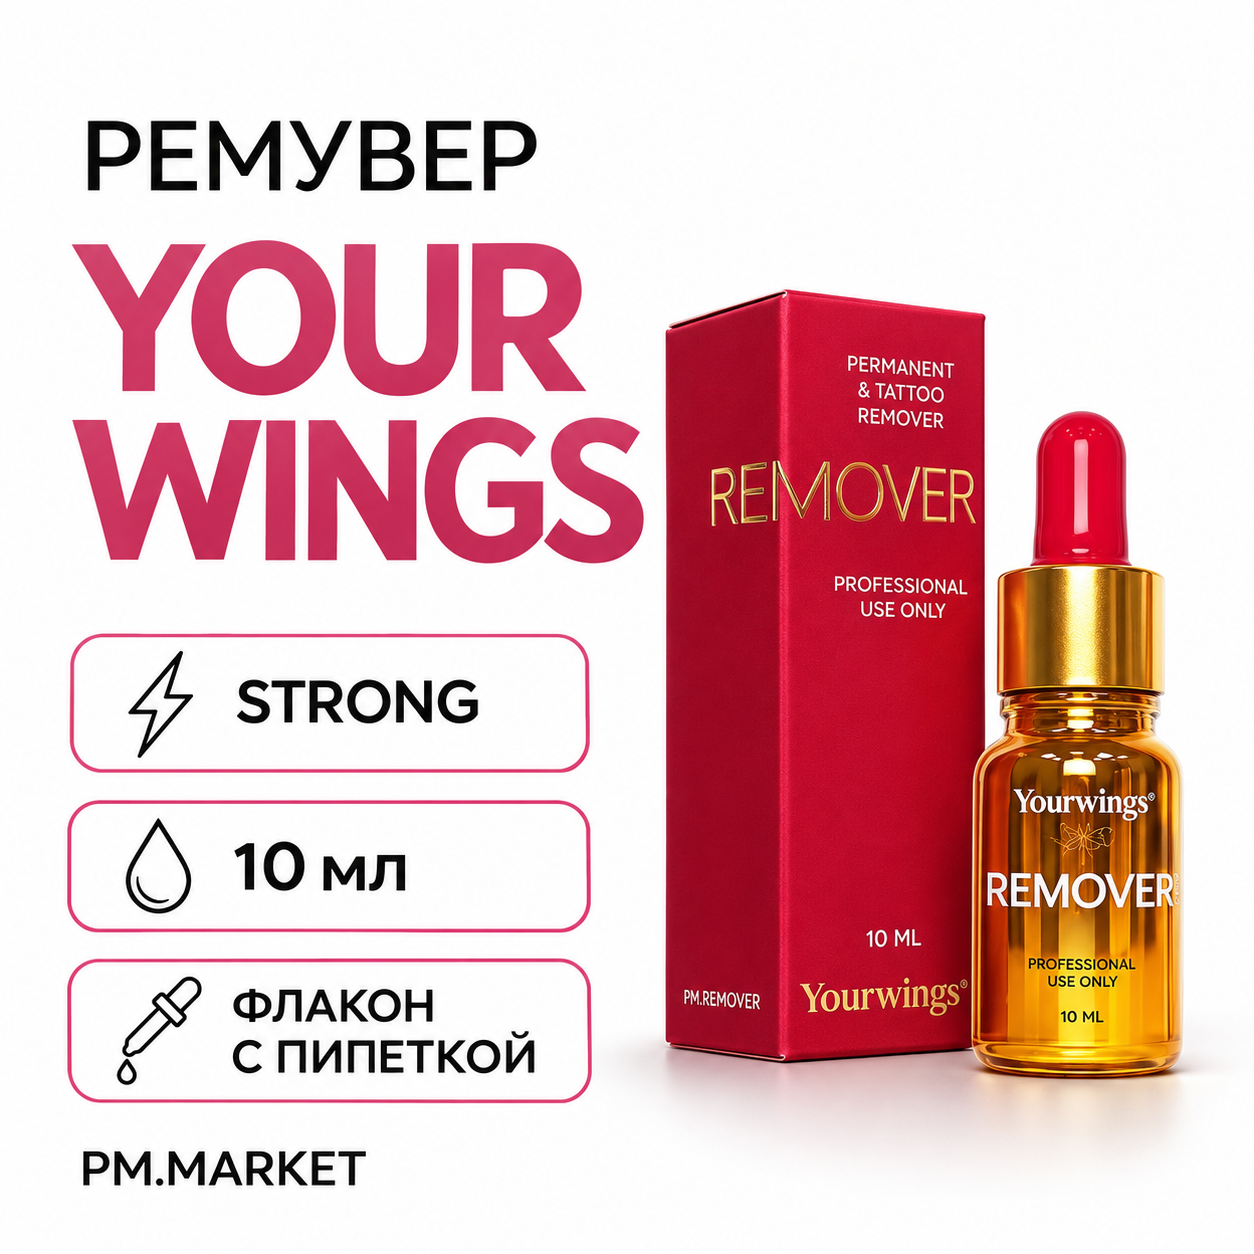 РЕМУВЕР
YOUR
WINGS
STRONG
10 мл
ФЛАКОН
С ПИПЕТКОЙ
PM.MARKET
PERMANENT
& TATTOO
REMOVER
REMOVER
PROFESSIONAL
USE ONLY
10 ML
PM.REMOVER
Yourwings®
Yourwings®
REMOVER
PROFESSIONAL
USE ONLY
10 ML